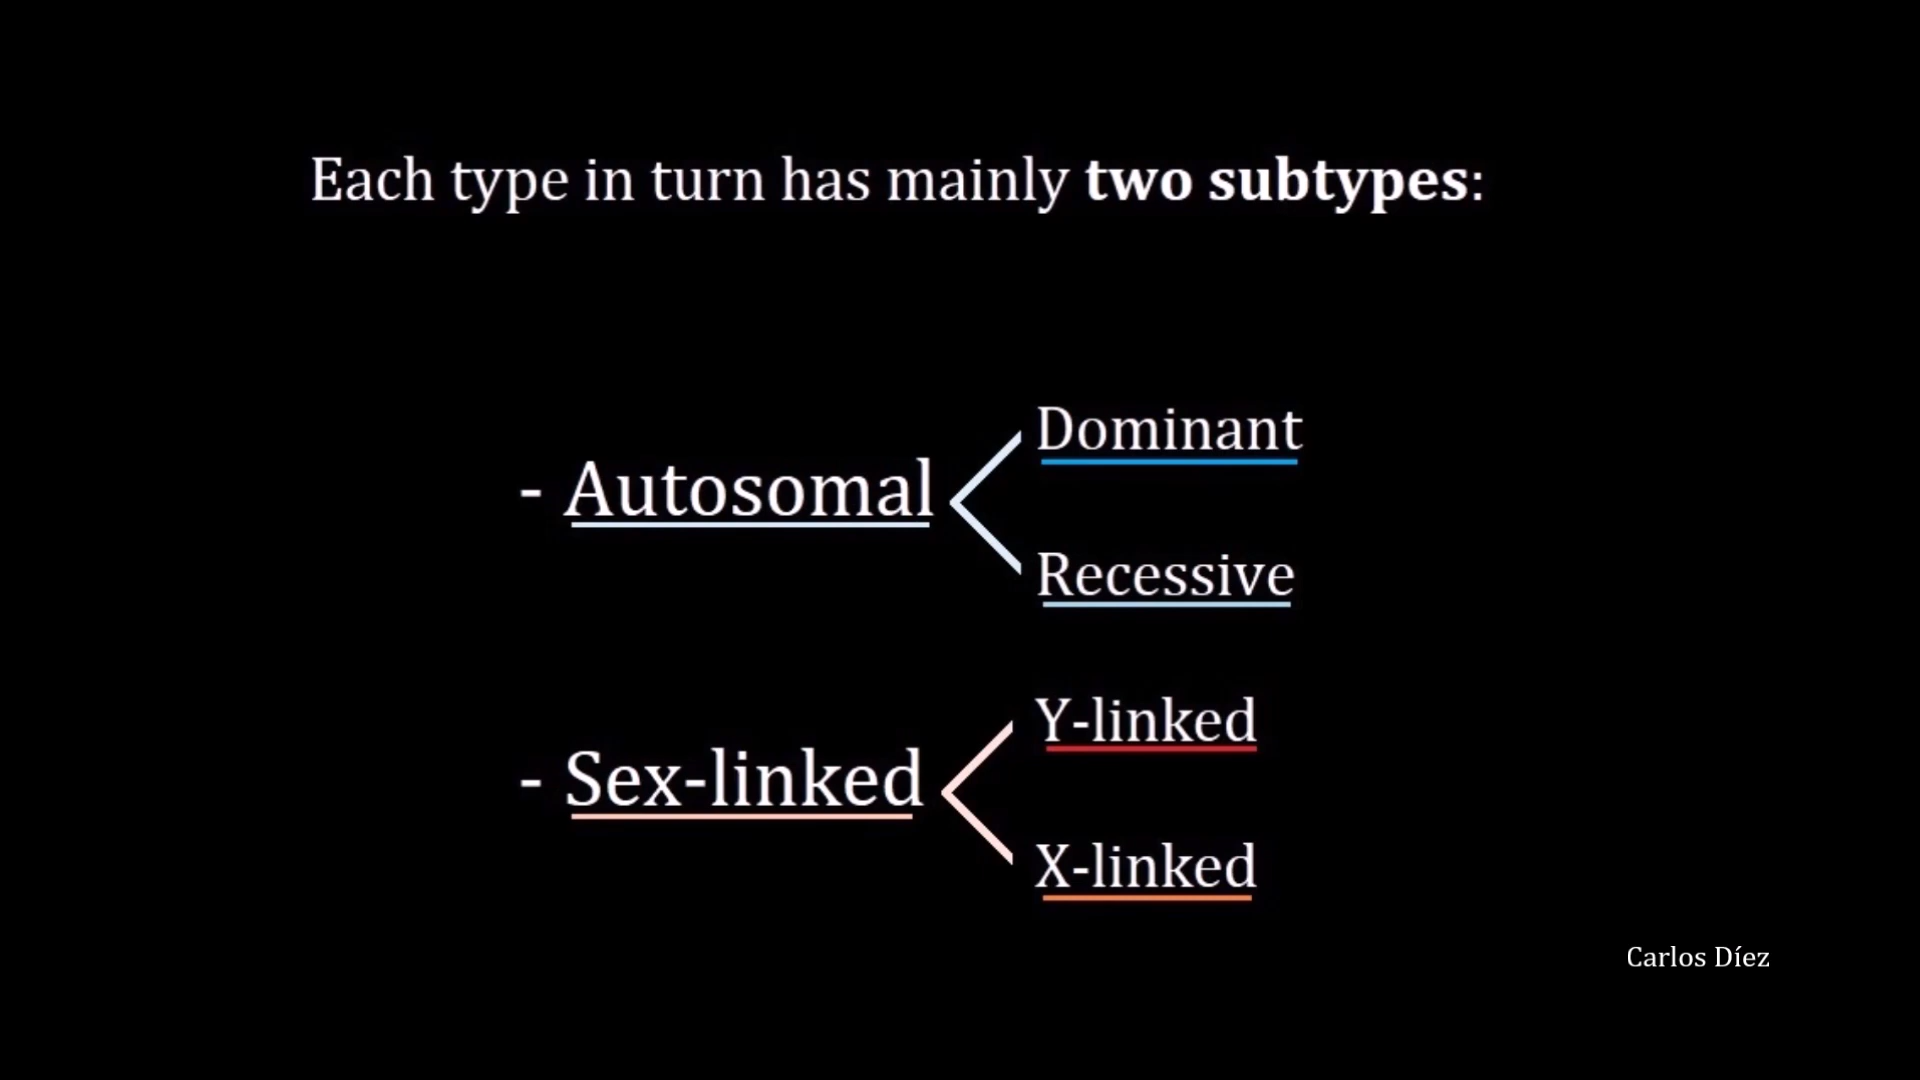 Each type in turn has mainly two subtypes:
Dominant
- Autosomal
Recessive
Y-linked
- Sex-linked
X-linked
Carlos Díez